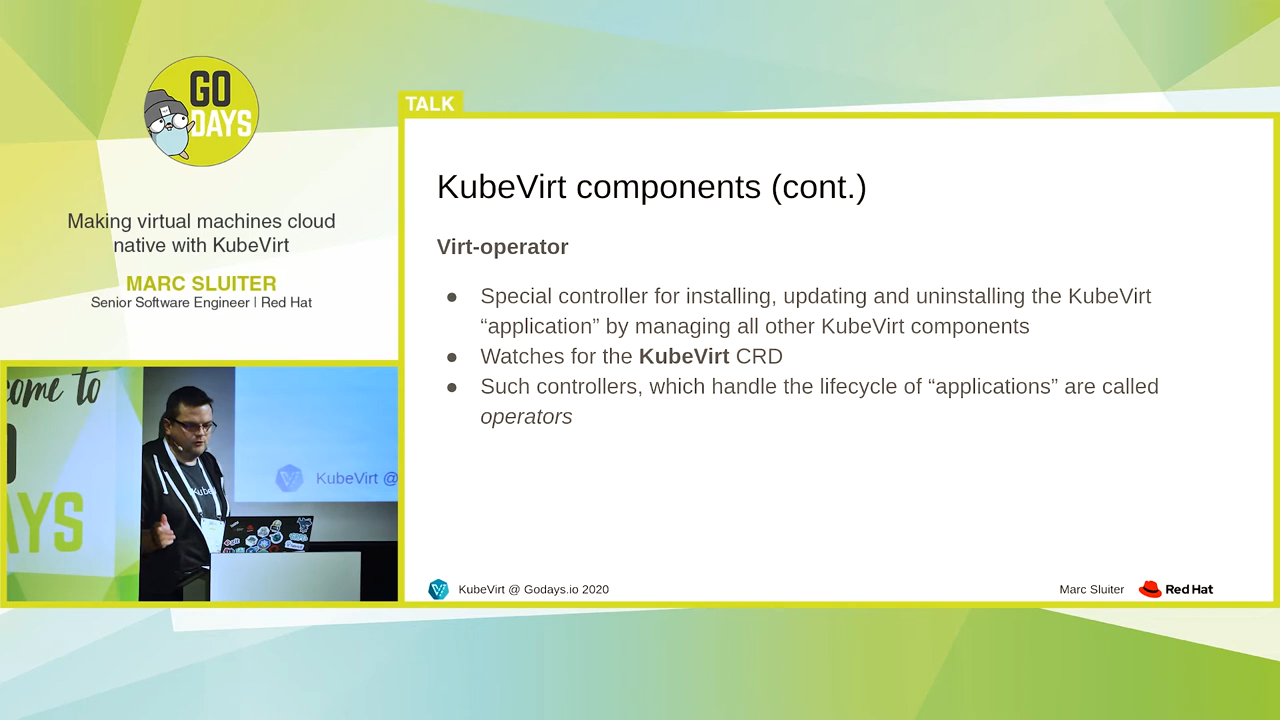 GO
DAYS
Making virtual machines cloud
native with KubeVirt
MARC SLUITER
Senior Software Engineer | Red Hat
TALK
KubeVirt components (cont.)
Virt-operator
● Special controller for installing, updating and uninstalling the KubeVirt
“application” by managing all other KubeVirt components
● Watches for the KubeVirt CRD
● Such controllers, which handle the lifecycle of “applications” are called
operators
KubeVirt @ Godays.io 2020
Marc Sluiter
Red Hat
come to
AYS
KubeVirt @